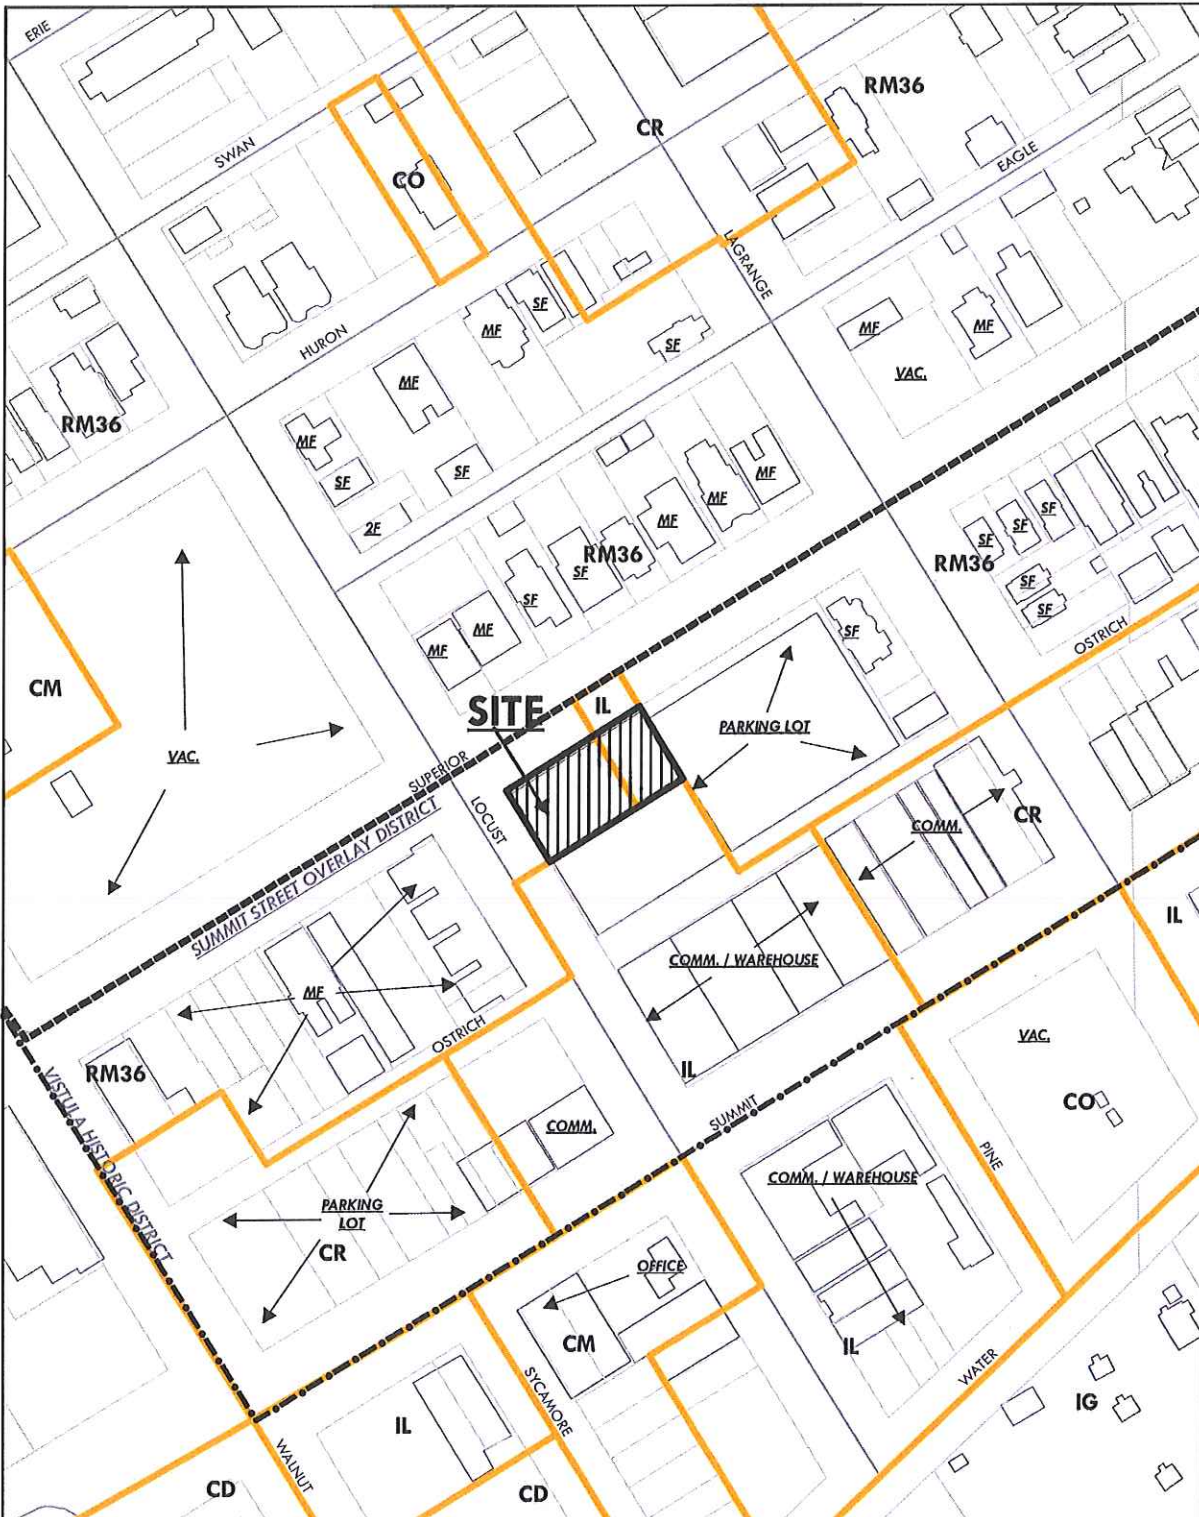 ERIE
SWAN
CO
CR
RM36
EAGLE
LAGRANGE
HURON
MF
SF
SF
MF
MF
VAC.
MF
RM36
MF
SF
SF
2F
MF
MF
MF
RM36
SF
SF
SF
SF
SF
RM36
SF
SF
MF
MF
SF
OSTRICH
CM
VAC.
SITE
IL
PARKING LOT
SUPERIOR
LOCUST
SUMMIT STREET OVERLAY DISTRICT
COMM.
CR
IL
COMM. / WAREHOUSE
MF
OSTRICH
RM36
VISTULA HISTORIC DISTRICT
IL
SUMMIT
VAC.
CO
PINE
COMM.
COMM. / WAREHOUSE
PARKING
LOT
CR
OFFICE
CM
IL
WATER
IG
SYCAMORE
IL
WALNUT
CD
CD